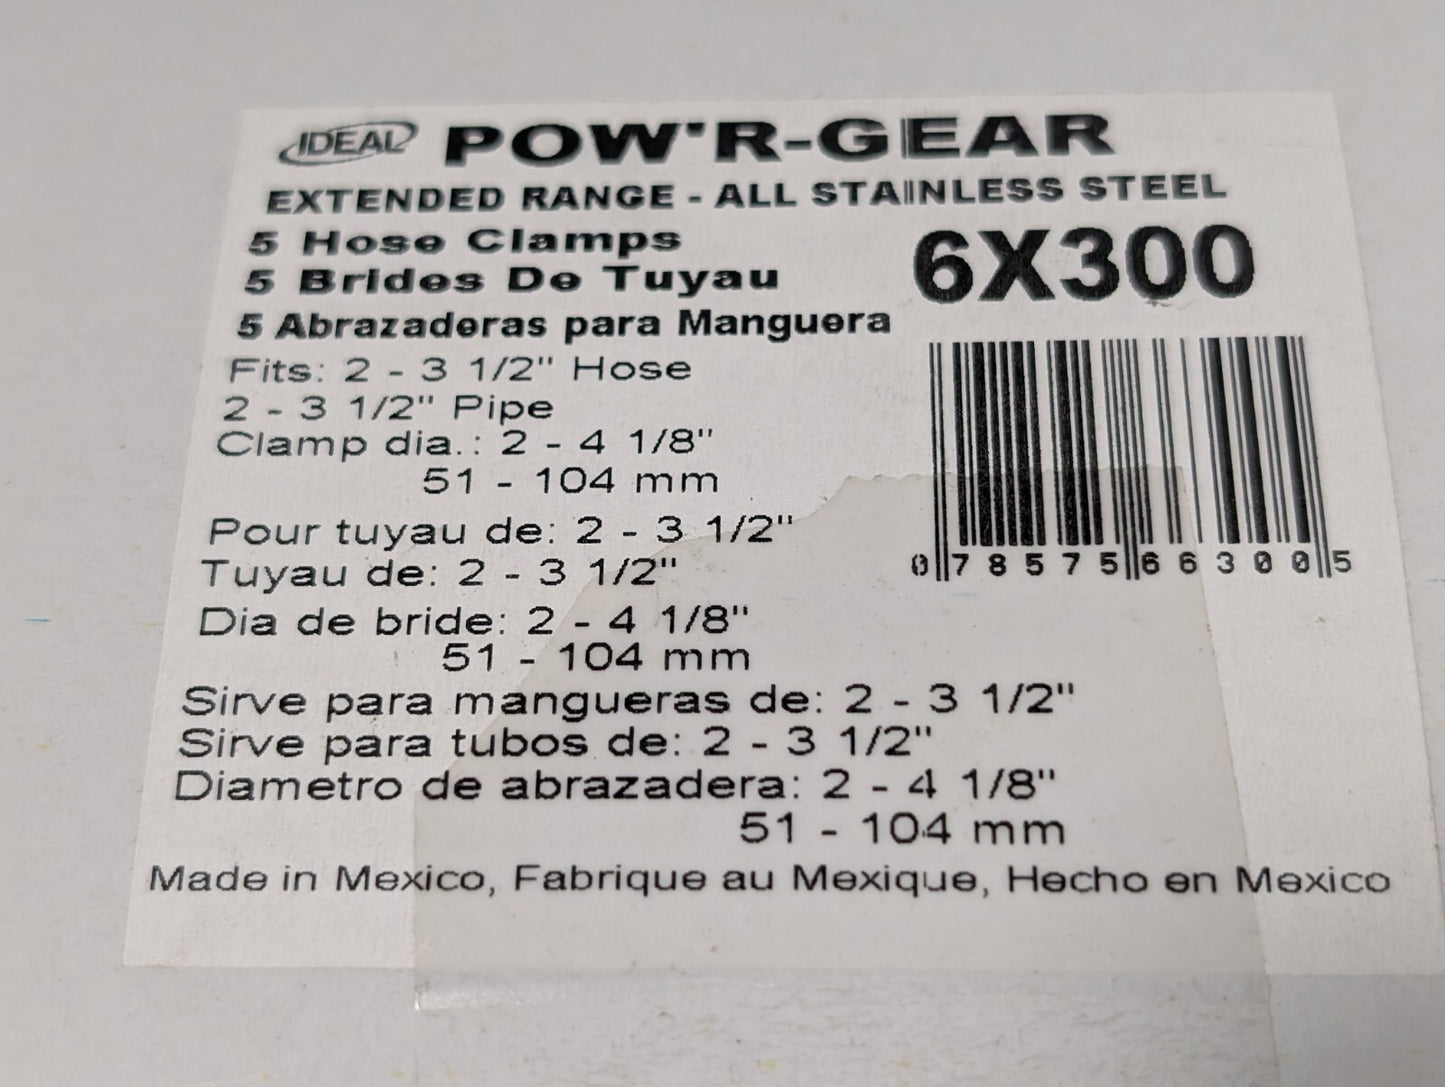 IDEAL POW'R-GEAR
EXTENDED RANGE - ALL STAINLESS STEEL
5 Hose Clamps
6X300
5 Brides De Tuyau
5 Abrazaderas para Manguera
Fits: 2 - 3 1/2" Hose
2 - 3 1/2" Pipe
Clamp dia.: 2 - 4 1/8"
51 - 104 mm
Pour tuyau de: 2 - 3 1/2"
Tuyau de: 2 - 3 1/2"
0 78575 66300 5
Dia de bride: 2 - 4 1/8"
51 - 104 mm
Sirve para mangueras de: 2 - 3 1/2"
Sirve para tubos de: 2 - 3 1/2"
Diametro de abrazadera: 2 - 4 1/8"
51 - 104 mm
Made in Mexico, Fabrique au Mexique, Hecho en Mexico